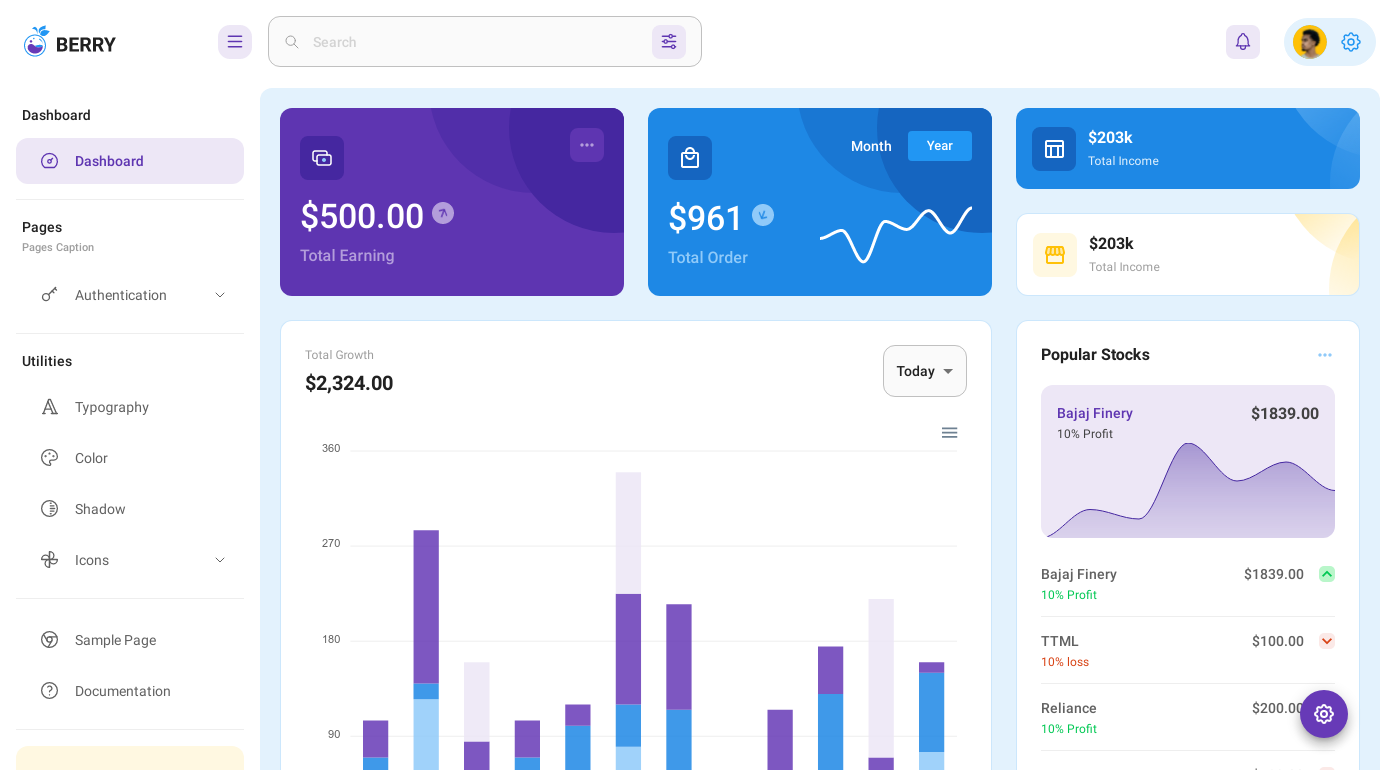 BERRY
Search
Dashboard
Dashboard
Pages
Pages Caption
Authentication
Utilities
Typography
Color
Shadow
Icons
Sample Page
Documentation
$500.00
Total Earning
Month
Year
$961
Total Order
$203k
Total Income
$203k
Total Income
Total Growth
$2,324.00
Today
360
270
180
90
Popular Stocks
Bajaj Finery
$1839.00
10% Profit
Bajaj Finery
$1839.00
10% Profit
TTML
$100.00
10% loss
Reliance
$200.00
10% Profit